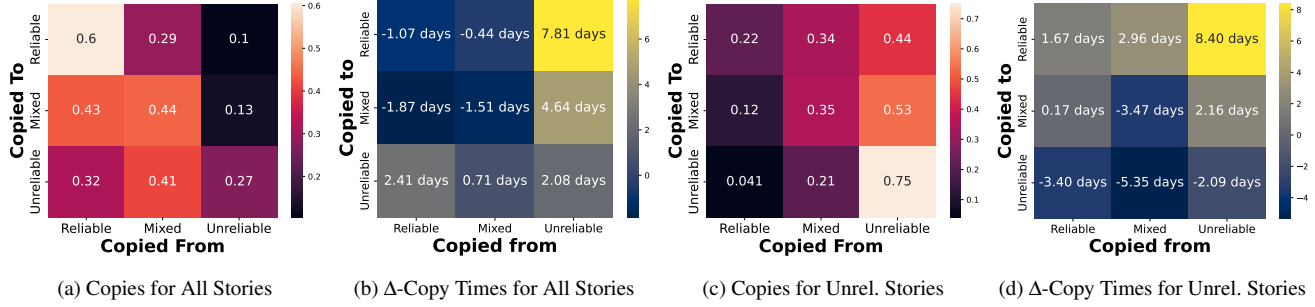 Copied To
Reliable
Mixed
Unreliable
0.6 0.29 0.1
0.43 0.44 0.13
0.32 0.41 0.27
Reliable Mixed Unreliable
Copied From
0.6
0.5
0.4
0.3
0.2
(a) Copies for All Stories
Copied to
Reliable
Mixed
Unreliable
-1.07 days -0.44 days 7.81 days
-1.87 days -1.51 days 4.64 days
2.41 days 0.71 days 2.08 days
Reliable Mixed Unreliable
Copied from
6
4
2
0
(b) Δ-Copy Times for All Stories
Copied To
Reliable
Mixed
Unreliable
0.22 0.34 0.44
0.12 0.35 0.53
0.041 0.21 0.75
Reliable Mixed Unreliable
Copied From
0.7
0.6
0.5
0.4
0.3
0.2
0.1
(c) Copies for Unrel. Stories
Copied to
Reliable
Mixed
Unreliable
1.67 days 2.96 days 8.40 days
0.17 days -3.47 days 2.16 days
-3.40 days -5.35 days -2.09 days
Reliable Mixed Unreliable
Copied from
8
6
4
2
0
−2
−4
(d) Δ-Copy Times for Unrel. Stories